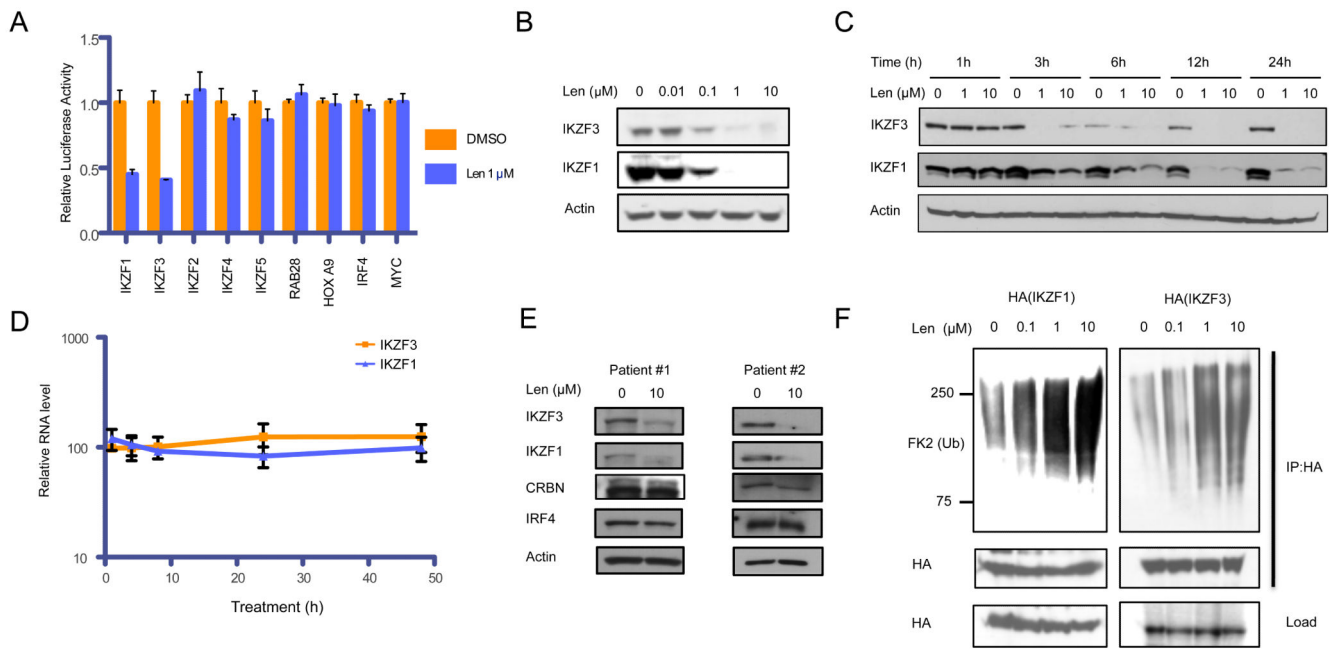 A
Relative Luciferase Activity
1.5
1.0
0.5
0.0
IKZF1
IKZF3
IKZF2
IKZF4
IKZF5
RAB28
HOX A9
IRF4
MYC
DMSO
Len 1 µM
B
Len (µM) 0 0.01 0.1 1 10
IKZF3
IKZF1
Actin
C
Time (h) 1h 3h 6h 12h 24h
Len (µM) 0 1 10 0 1 10 0 1 10 0 1 10 0 1 10
IKZF3
IKZF1
Actin
D
Relative RNA level
1000
100
10
0 10 20 30 40 50
Treatment (h)
IKZF3
IKZF1
E
Patient #1 Patient #2
Len (µM) 0 10 0 10
IKZF3
IKZF1
CRBN
IRF4
Actin
F
HA(IKZF1) HA(IKZF3)
Len (µM) 0 0.1 1 10 0 0.1 1 10
250
FK2 (Ub)
75
IP:HA
HA
HA
Load